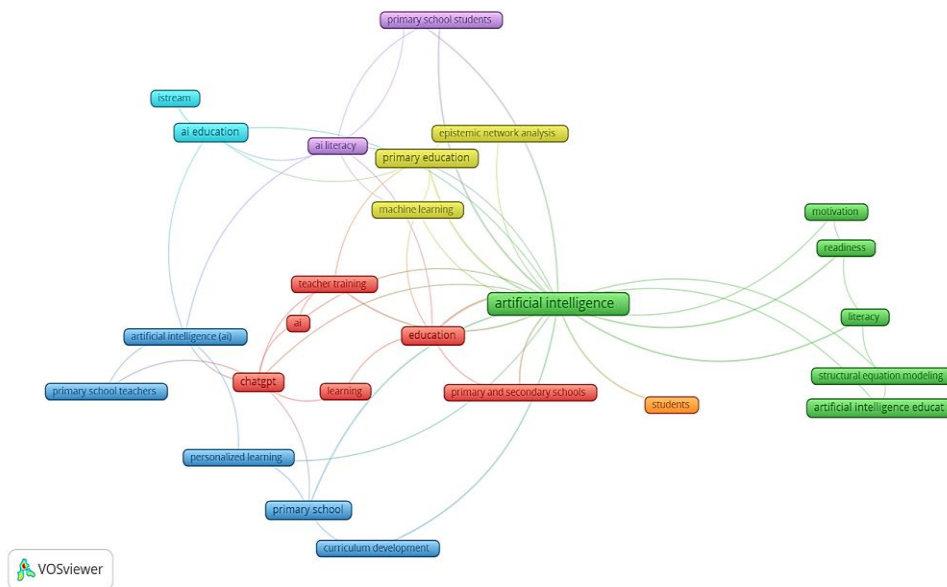 primary school students
istream
ai education
epistemic network analysis
ai literacy
primary education
machine learning
motivation
readiness
teacher training
artificial intelligence
ai
literacy
artificial intelligence (ai)
education
structural equation modeling
chatgpt
primary school teachers
learning
primary and secondary schools
students
artificial intelligence educat
personalized learning
primary school
curriculum development
VOSviewer